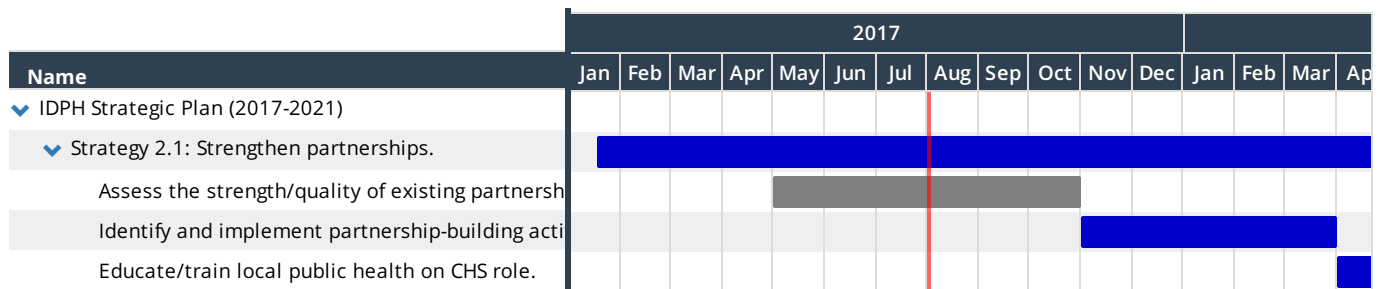 2017
Name
Jan Feb Mar Apr May Jun Jul Aug Sep Oct Nov Dec Jan Feb Mar Ap
IDPH Strategic Plan (2017-2021)
Strategy 2.1: Strengthen partnerships.
Assess the strength/quality of existing partnersh
Identify and implement partnership-building acti
Educate/train local public health on CHS role.